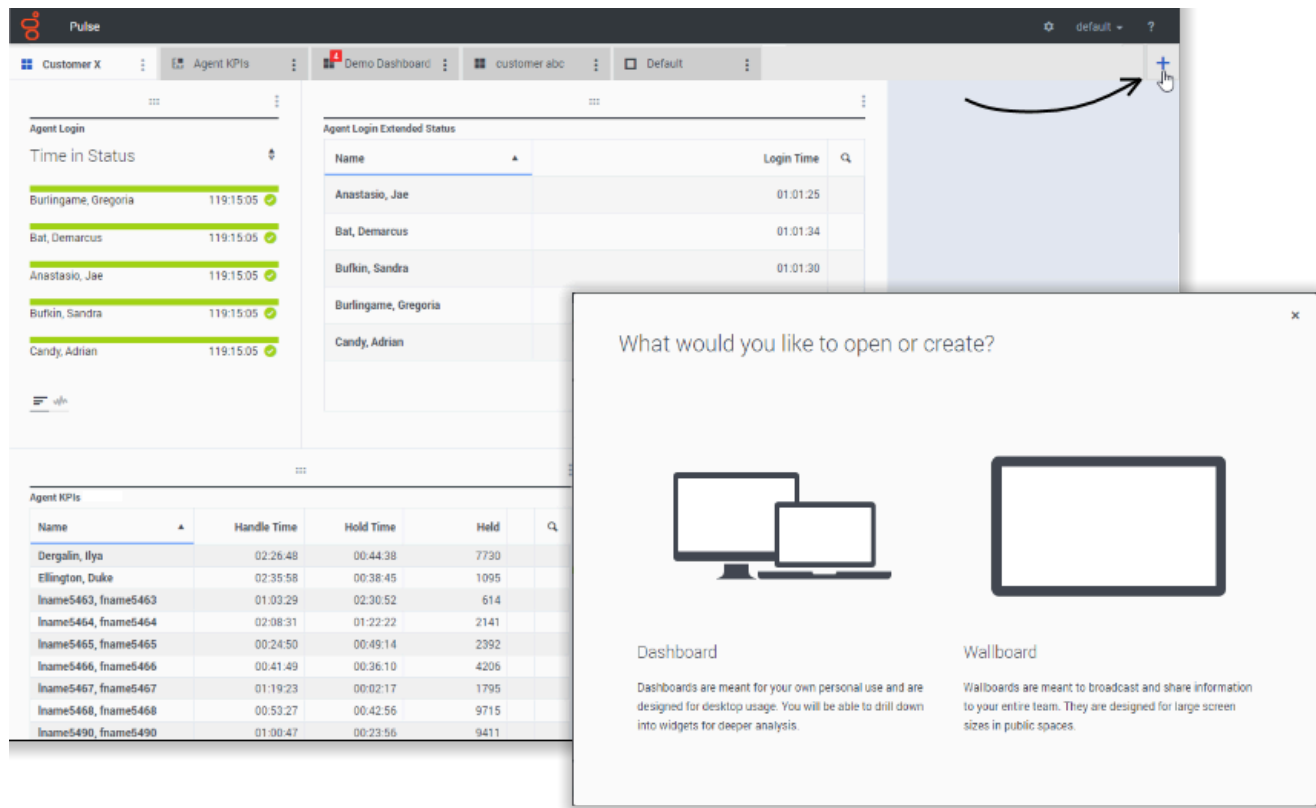 Pulse
default
?
Customer X
Agent KPIs
4
Demo Dashboard
customer abc
Default
+
Agent Login
Time in Status
Burlingame, Gregoria 119:15:05
Bat, Demarcus 119:15:05
Anastasio, Jae 119:15:05
Bufkin, Sandra 119:15:05
Candy, Adrian 119:15:05
Agent Login Extended Status
Name Login Time
Anastasio, Jae 01:01:25
Bat, Demarcus 01:01:34
Bufkin, Sandra 01:01:30
Burlingame, Gregoria
Candy, Adrian
Agent KPIs
Name Handle Time Hold Time Held
Dergalin, Ilya 02:26:48 00:44:38 7730
Ellington, Duke 02:35:58 00:38:45 1095
lname5463, fname5463 01:03:29 02:30:52 614
lname5464, fname5464 02:08:31 01:22:22 2141
lname5465, fname5465 00:24:50 00:49:14 2392
lname5466, fname5466 00:41:49 00:36:10 4206
lname5467, fname5467 01:19:23 00:02:17 1795
lname5468, fname5468 00:53:27 00:42:56 9715
lname5490, fname5490 01:00:47 00:23:56 9411
What would you like to open or create?
Dashboard
Dashboards are meant for your own personal use and are
designed for desktop usage. You will be able to drill down
into widgets for deeper analysis.
Wallboard
Wallboards are meant to broadcast and share information
to your entire team. They are designed for large screen
sizes in public spaces.